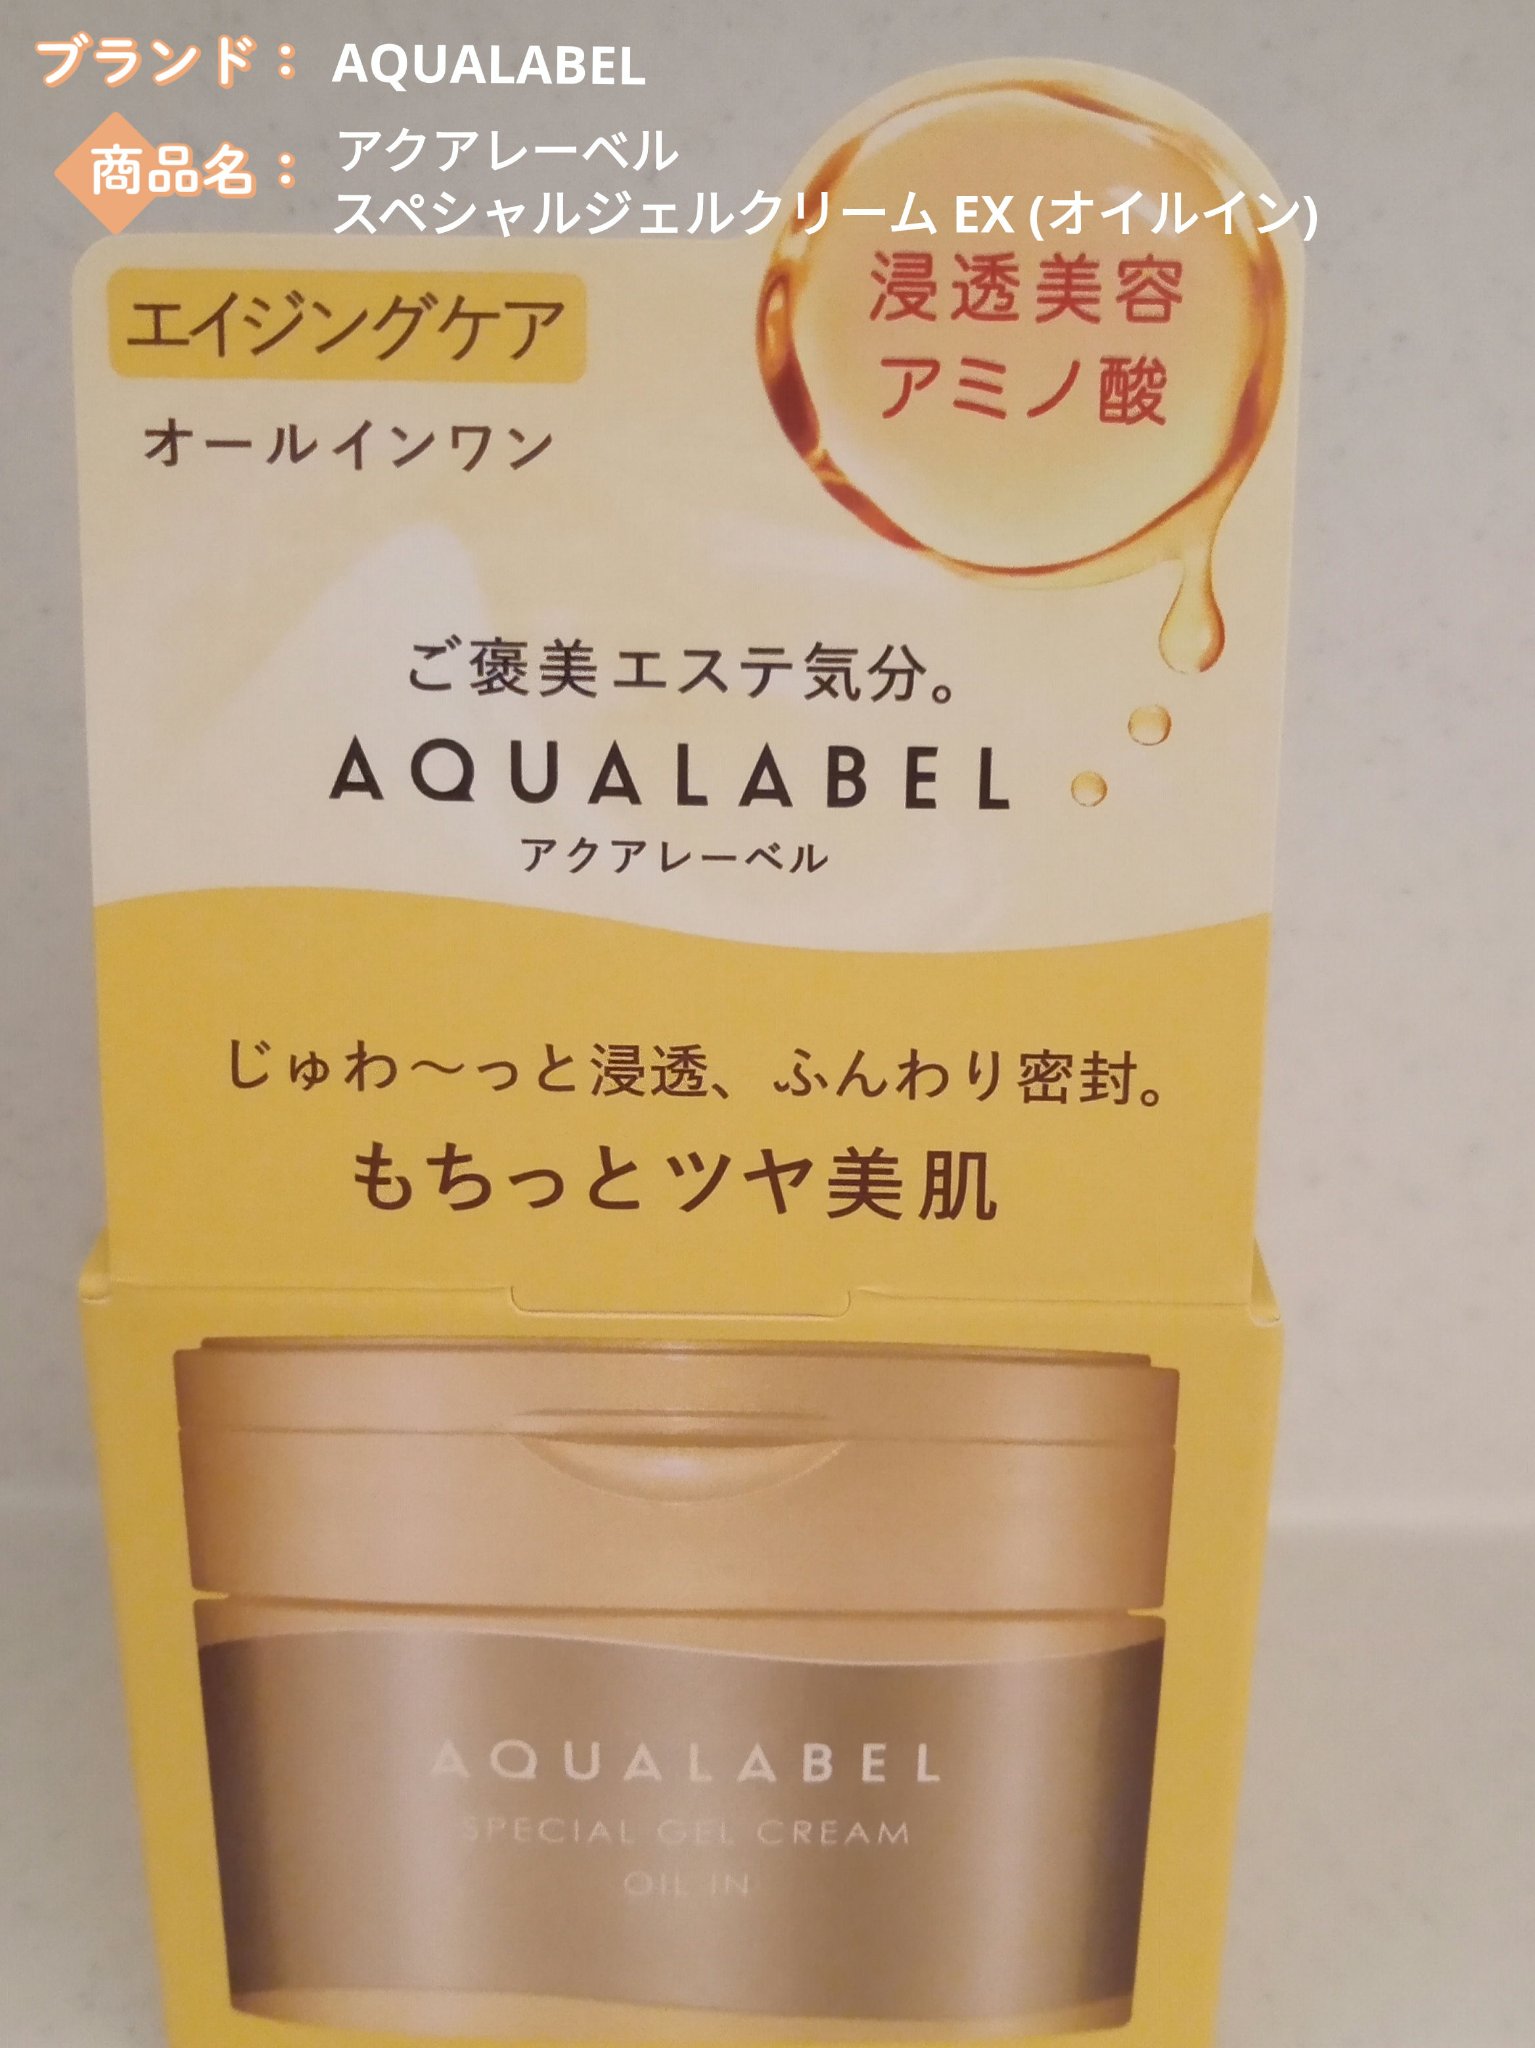 ブランド： AQUALABEL
商品名： アクアレーベル
スペシャルジェルクリーム EX (オイルイン)
浸透美容
アミノ酸
エイジングケア
オールインワン
ご褒美エステ気分。
AQUALABEL
アクアレーベル
じゅわ〜っと浸透、ふんわり密封。
もちっとツヤ美肌
AQUALABEL
SPECIAL GEL CREAM
OIL IN